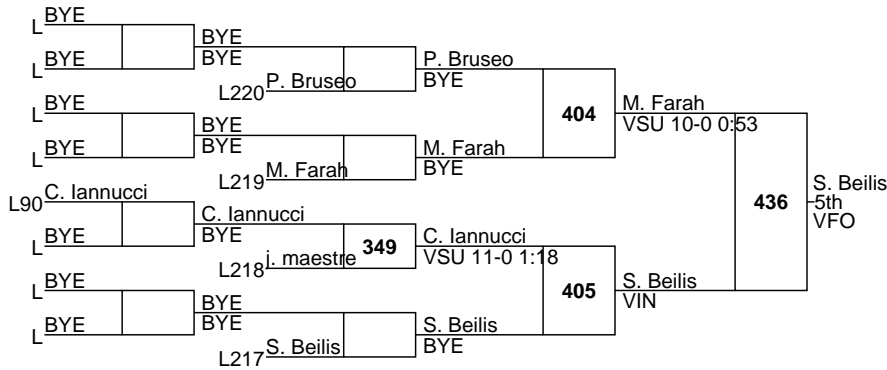 L BYE
L BYE
BYE
BYE
L220 P. Bruseo
P. Bruseo
BYE
L BYE
L BYE
BYE
BYE
L219 M. Farah
M. Farah
BYE
404
M. Farah
VSU 10-0 0:53
L90 C. Iannucci
L BYE
C. Iannucci
BYE
L218 j. maestre
349
C. Iannucci
VSU 11-0 1:18
L BYE
L BYE
BYE
BYE
L217 S. Beilis
S. Beilis
BYE
405
S. Beilis
VIN
436
S. Beilis
5th
VFO